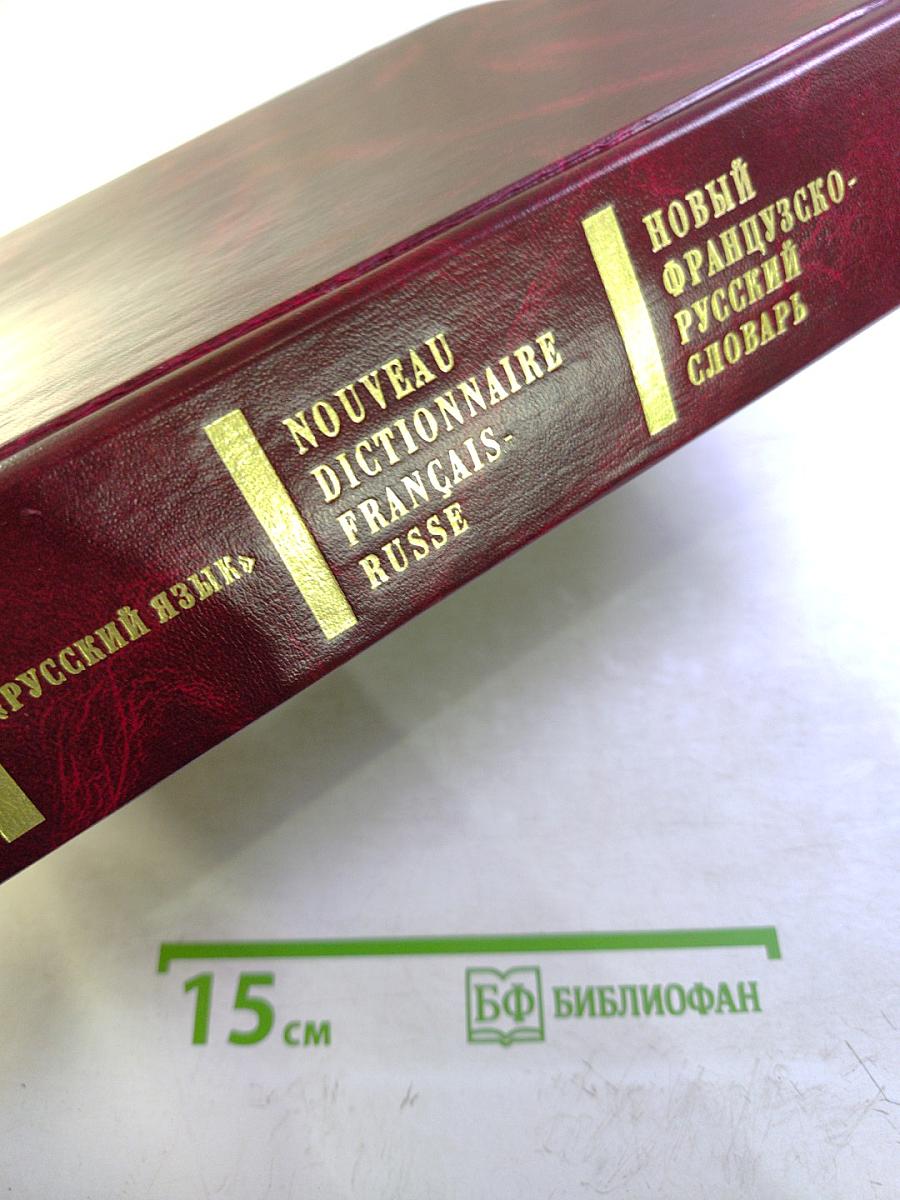 НОВЫЙ
ФРАНЦУЗСКО-
РУССКИЙ
СЛОВАРЬ
NOUVEAU
DICTIONNAIRE
FRANÇAIS-
RUSSE
«РУССКИЙ ЯЗЫК»
15 см
БФ БИБЛИОФАН